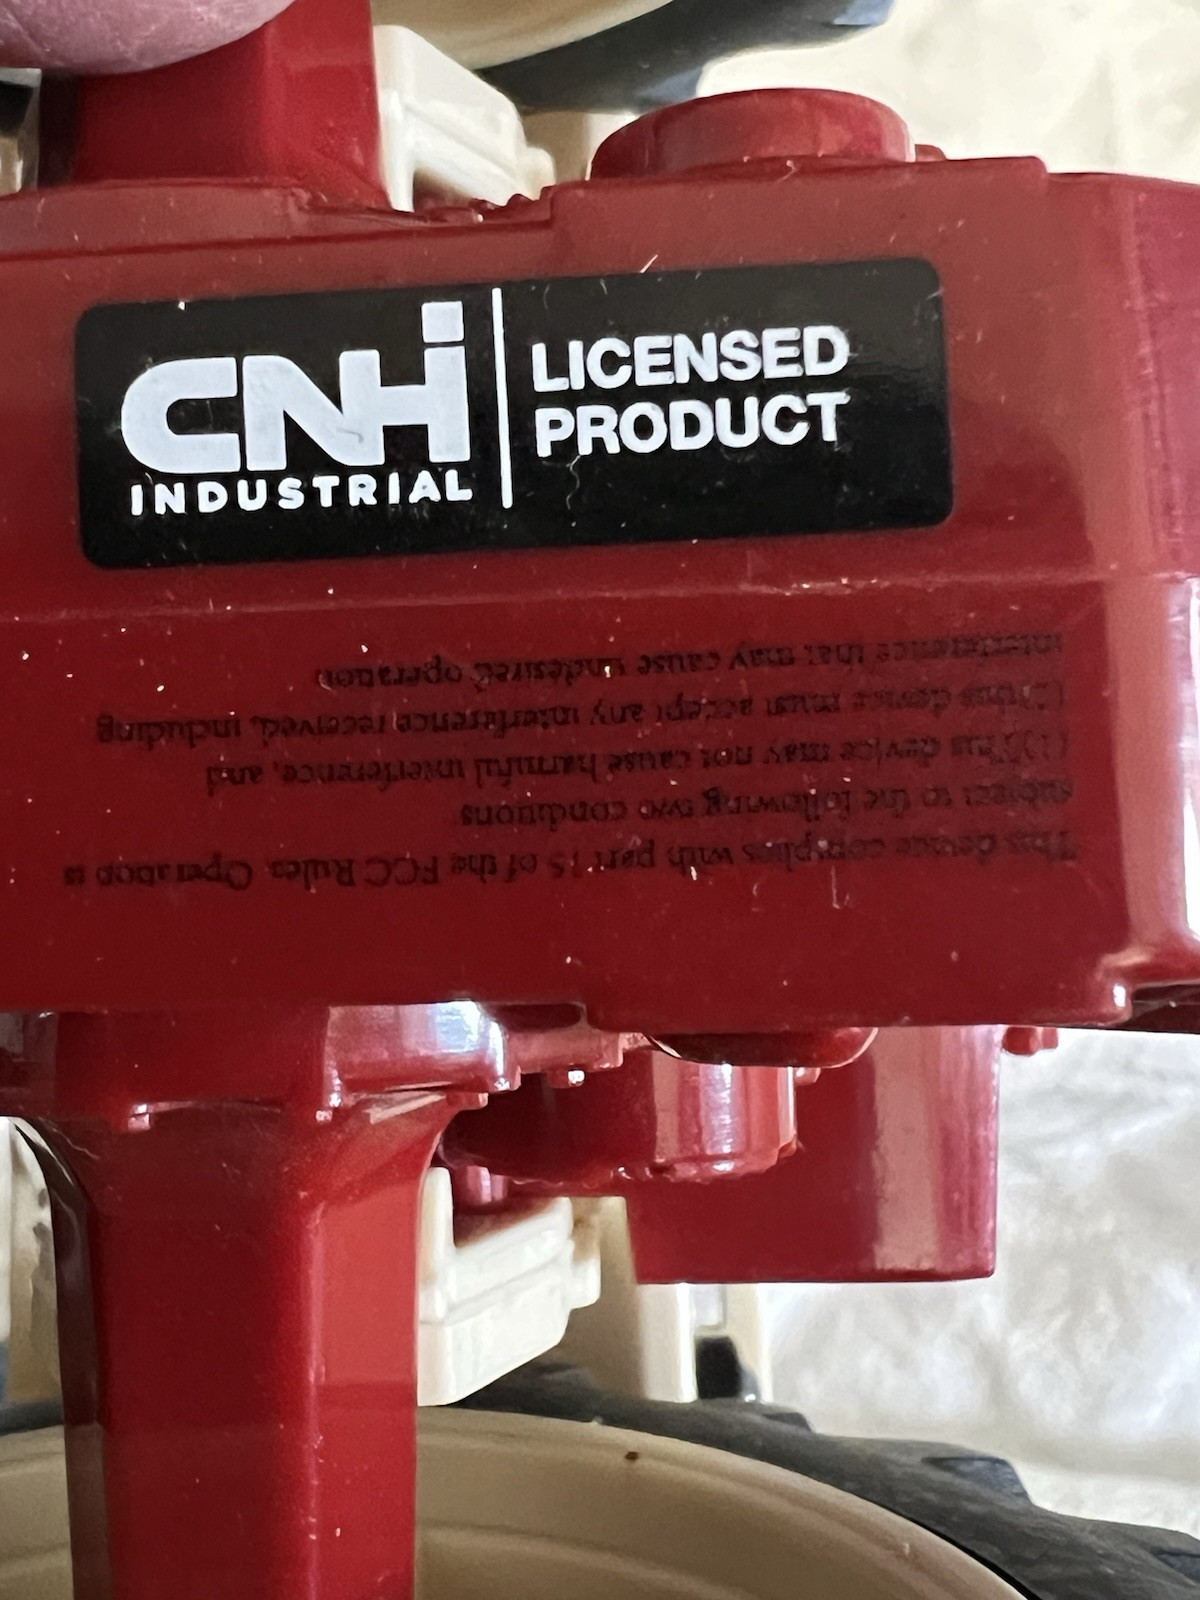 CNH
INDUSTRIAL
LICENSED
PRODUCT
This device complies with part 15 of the FCC Rules. Operation is
subject to the following two conditions
(1)This device may not cause harmful interference, and,
(2)this device must accept any interference received, including
interference that may cause undesired operation